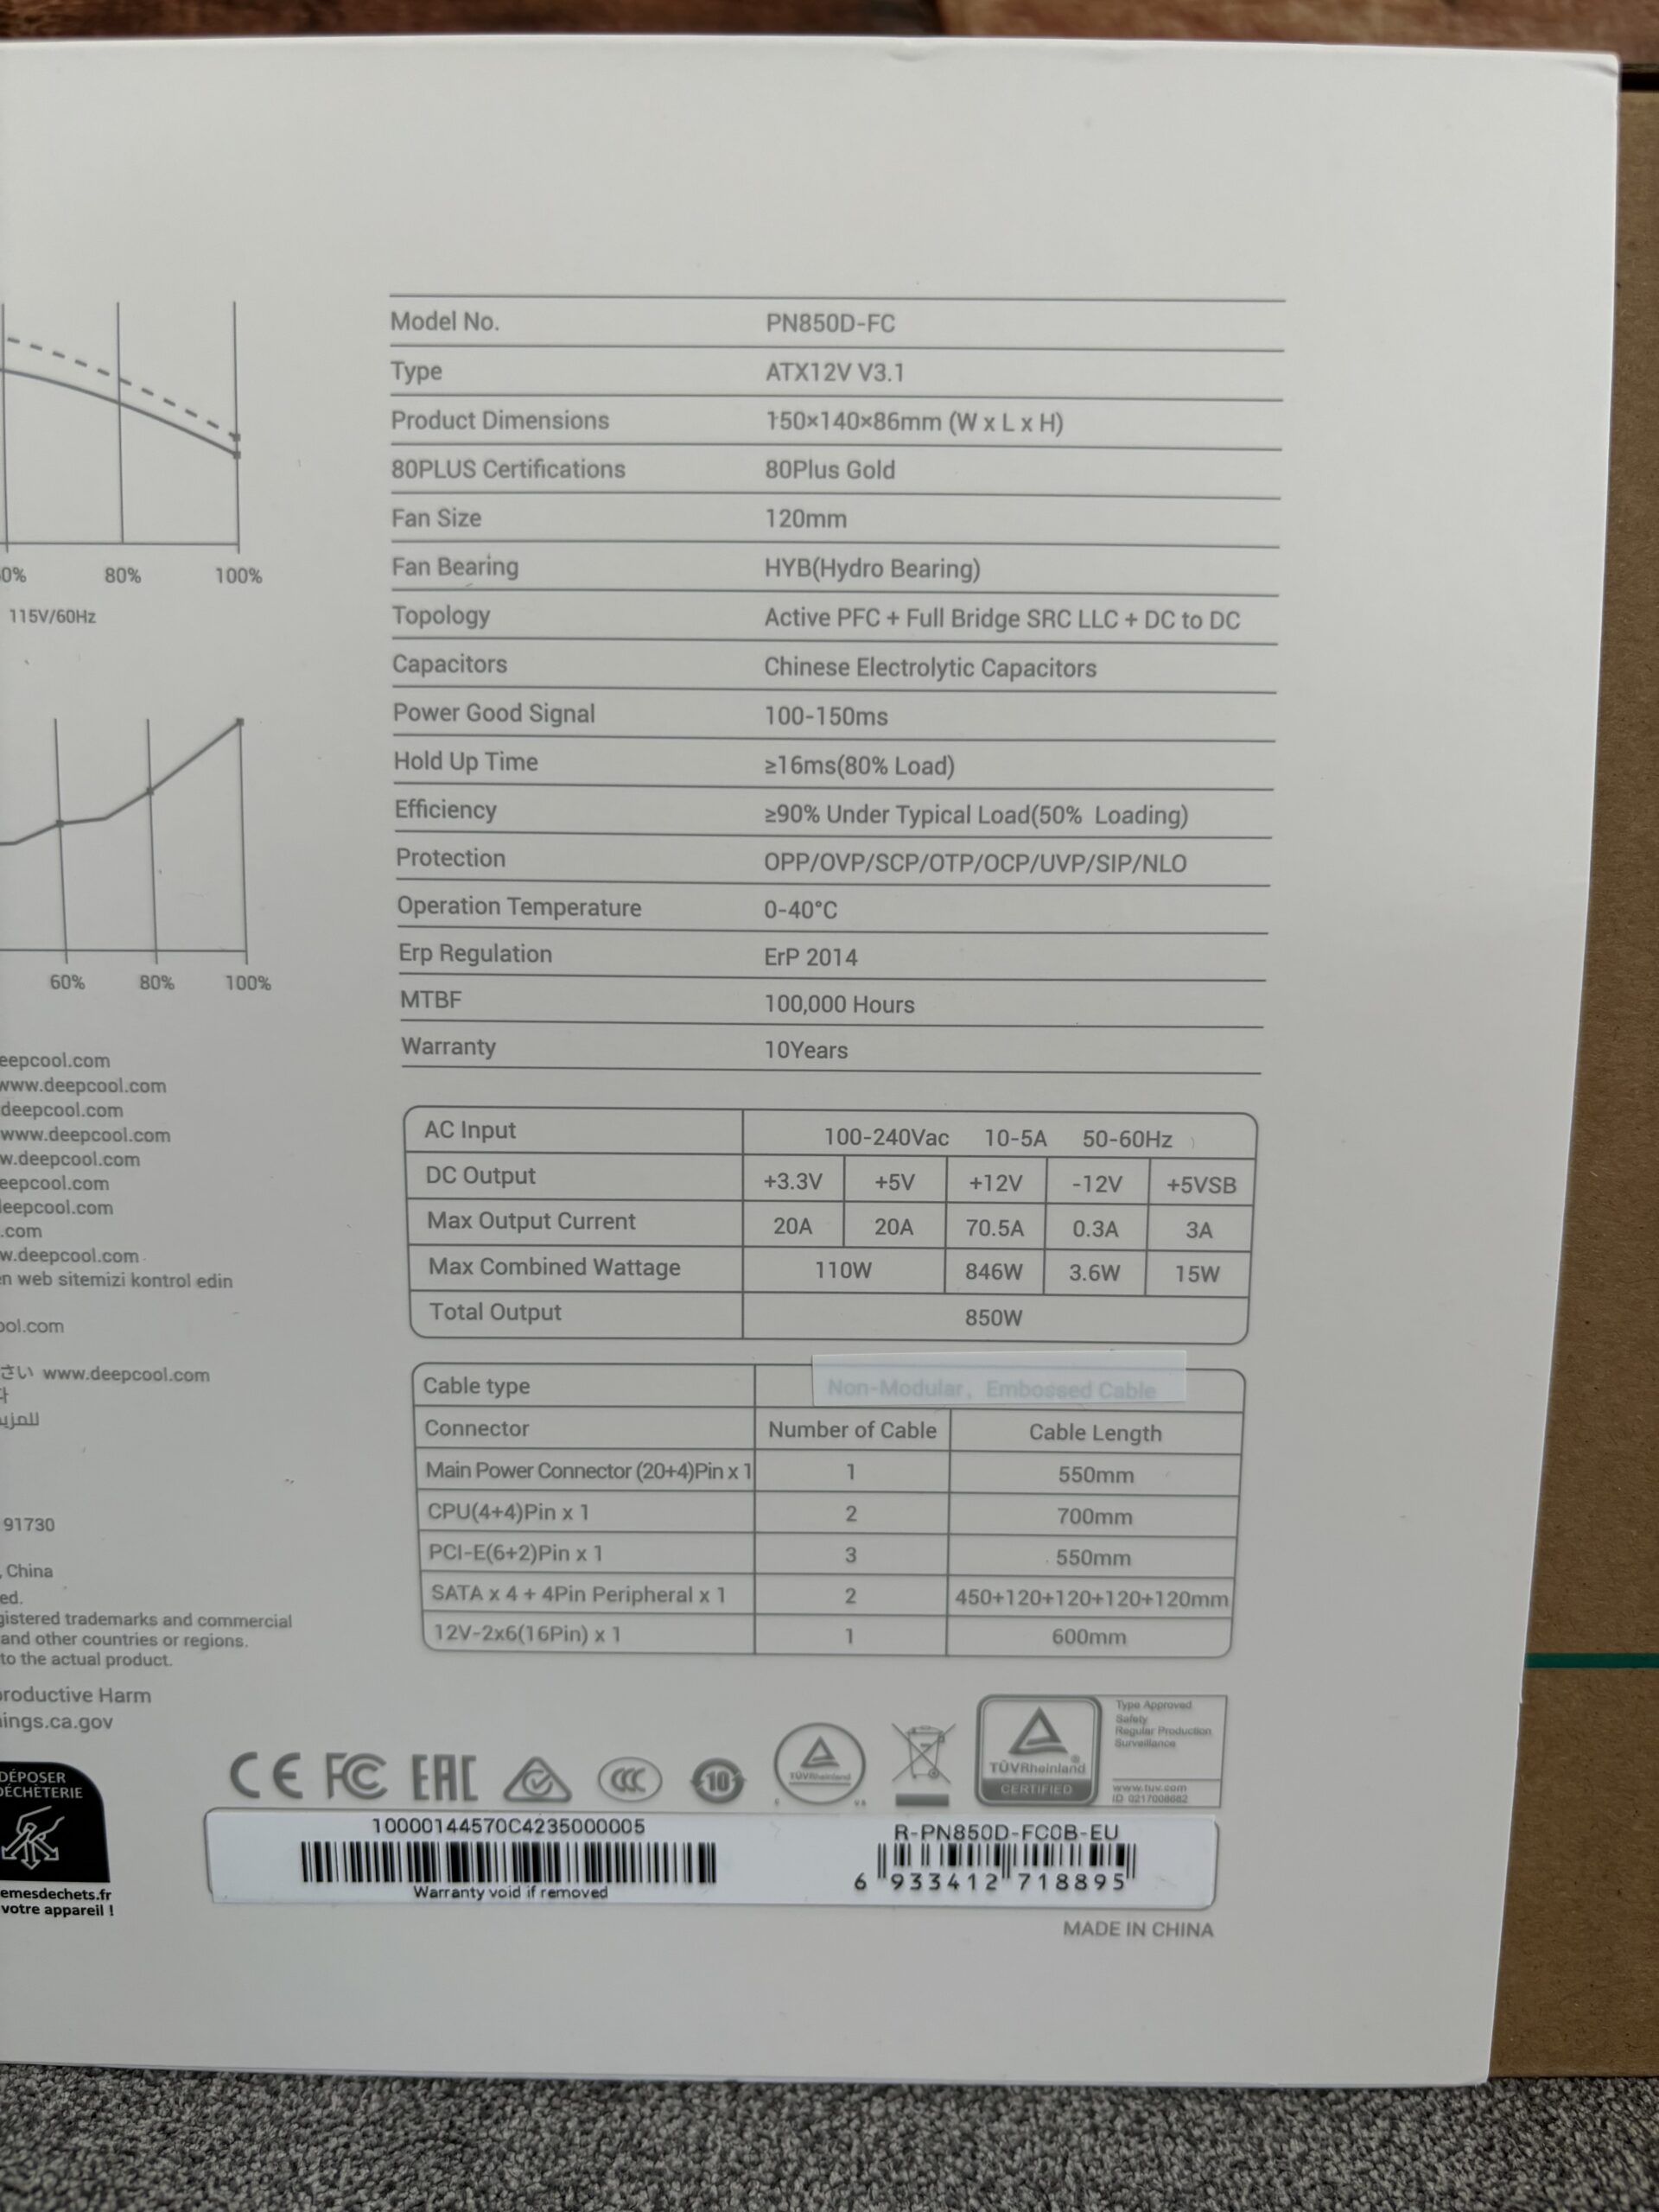 0%
80%
100%
115V/60Hz
60%
80%
100%
eepcool.com
www.deepcool.com
deepcool.com
www.deepcool.com
w.deepcool.com
eepcool.com
leepcool.com
.com
w.deepcool.com
en web sitemizi kontrol edin
ool.com
さい www.deepcool.com
للمزيد
91730
, China
ed.
gistered trademarks and commercial
and other countries or regions.
to the actual product.
productive Harm
ings.ca.gov
DÉPOSER
DÉCHÈTERIE
emesdechets.fr
votre appareil !
Model No. PN850D-FC
Type ATX12V V3.1
Product Dimensions 150×140×86mm (W x L x H)
80PLUS Certifications 80Plus Gold
Fan Size 120mm
Fan Bearing HYB(Hydro Bearing)
Topology Active PFC + Full Bridge SRC LLC + DC to DC
Capacitors Chinese Electrolytic Capacitors
Power Good Signal 100-150ms
Hold Up Time ≥16ms(80% Load)
Efficiency ≥90% Under Typical Load(50% Loading)
Protection OPP/OVP/SCP/OTP/OCP/UVP/SIP/NLO
Operation Temperature 0-40°C
Erp Regulation ErP 2014
MTBF 100,000 Hours
Warranty 10Years
AC Input 100-240Vac 10-5A 50-60Hz
DC Output +3.3V +5V +12V -12V +5VSB
Max Output Current 20A 20A 70.5A 0.3A 3A
Max Combined Wattage 110W 846W 3.6W 15W
Total Output 850W
Cable type Non-Modular, Embossed Cable
Connector Number of Cable Cable Length
Main Power Connector (20+4)Pin x 1 1 550mm
CPU(4+4)Pin x 1 2 700mm
PCI-E(6+2)Pin x 1 3 550mm
SATA x 4 + 4Pin Peripheral x 1 2 450+120+120+120+120mm
12V-2x6(16Pin) x 1 1 600mm
CE FC EAC CCC 10 TÜVRheinland
TÜVRheinland®
CERTIFIED
Type Approved
Safety
Regular Production
Surveillance
www.tuv.com
ID 0217008682
10000144570C4235000005
Warranty void if removed
R-PN850D-FC0B-EU
6 933412 718895
MADE IN CHINA